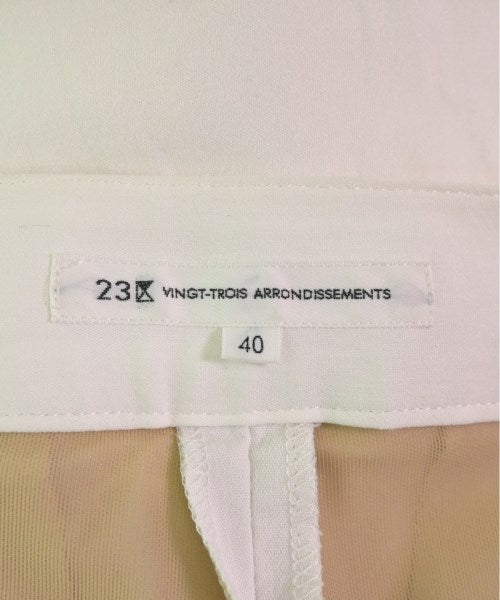 23区 VINGT-TROIS ARRONDISSEMENTS
40